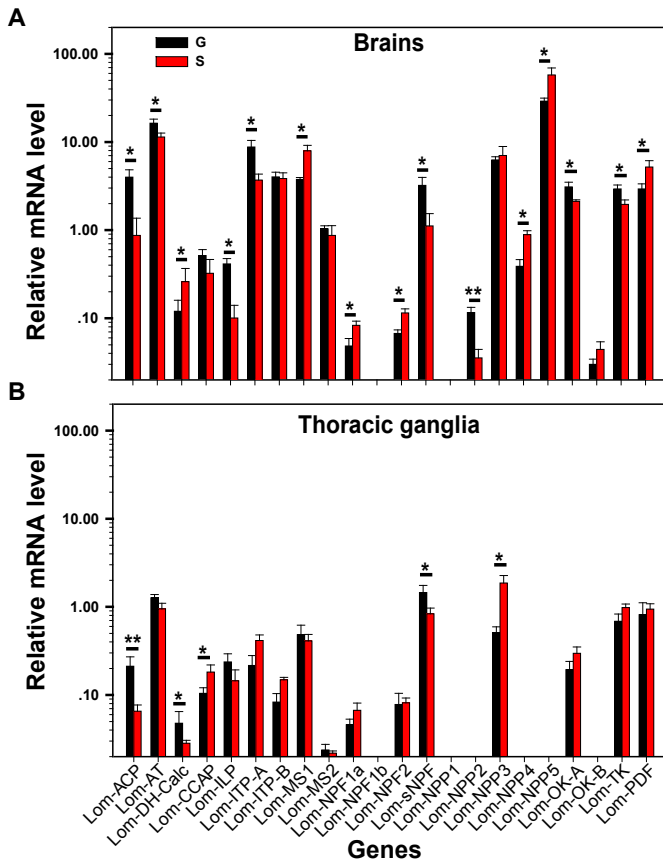 A
Brains
G
S
Relative mRNA level
100.00
10.00
1.00
.10
* * * * * * * * * ** * * * * *
B
Thoracic ganglia
Relative mRNA level
100.00
10.00
1.00
.10
** * * * *
Lom-ACP
Lom-AT
Lom-DH-Calc
Lom-CCAP
Lom-ILP
Lom-ITP-A
Lom-ITP-B
Lom-MS1
Lom-MS2
Lom-NPF1a
Lom-NPF1b
Lom-NPF2
Lom-sNPF
Lom-NPP1
Lom-NPP2
Lom-NPP3
Lom-NPP4
Lom-NPP5
Lom-OK-A
Lom-OK-B
Lom-TK
Lom-PDF
Genes